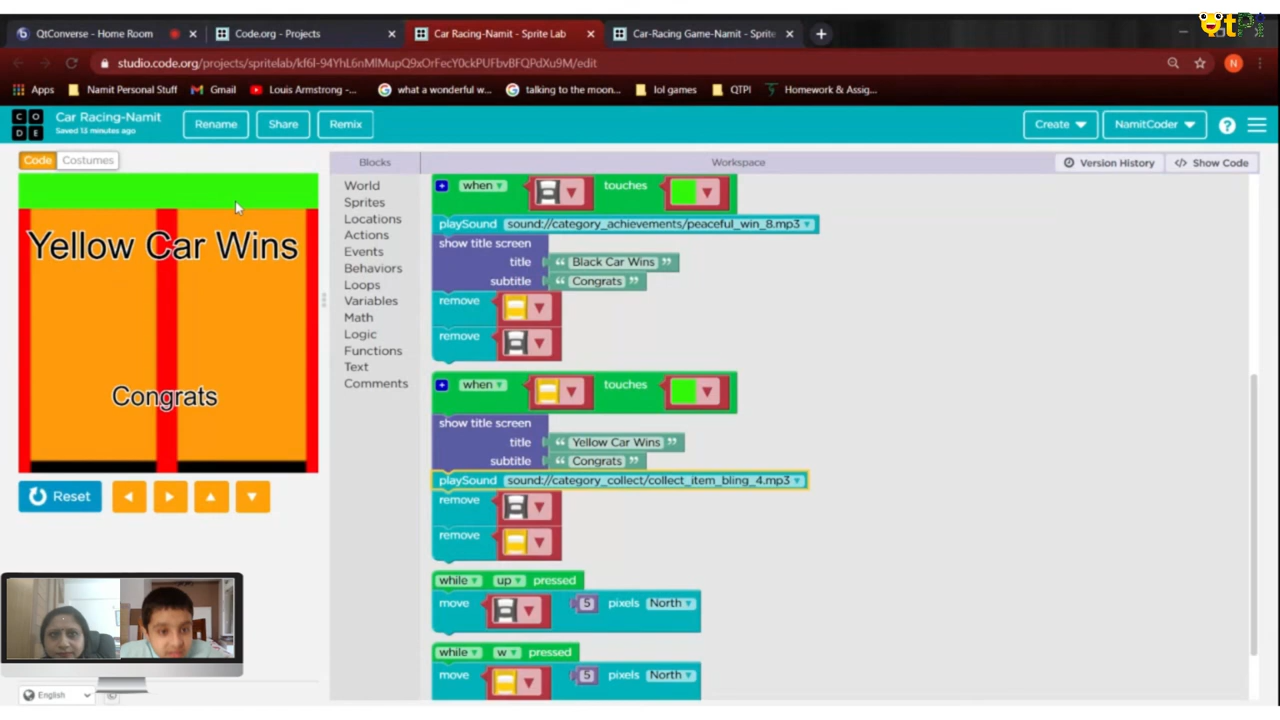 QtPi
QtConverse - Home Room
Code.org - Projects
Car Racing-Namit - Sprite Lab
Car-Racing Game-Namit - Sprite
studio.code.org/projects/spritelab/kf6l-94YhL6nMlMupQ9xOrFecY0ckPUFbvBFQPdXu9M/edit
N
Apps
Namit Personal Stuff
Gmail
Louis Armstrong -...
what a wonderful w...
talking to the moon...
lol games
QTPI
Homework & Assig...
CODE
Car Racing-Namit
Saved 13 minutes ago
Rename
Share
Remix
Create
NamitCoder
?
Code
Costumes
Blocks
Workspace
Version History
Show Code
Yellow Car Wins
Congrats
Reset
World
Sprites
Locations
Actions
Events
Behaviors
Loops
Variables
Math
Logic
Functions
Text
Comments
when touches
playSound sound://category_achievements/peaceful_win_8.mp3
show title screen
title “ Black Car Wins ”
subtitle “ Congrats ”
remove
remove
when touches
show title screen
title “ Yellow Car Wins ”
subtitle “ Congrats ”
playSound sound://category_collect/collect_item_bling_4.mp3
remove
remove
while up pressed
move 5 pixels North
while w pressed
move 5 pixels North
English